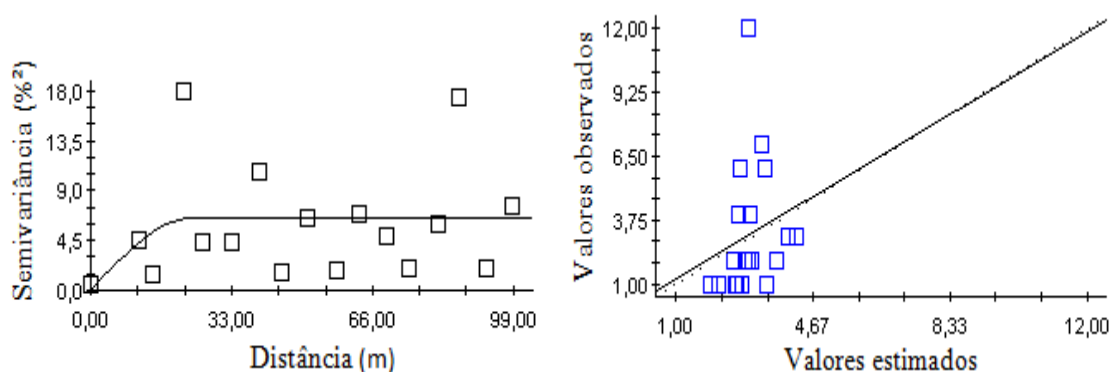 Semivariância (%²)
18,0
13,5
9,0
4,5
0,0
0,00 33,00 66,00 99,00
Distância (m)
Valores observados
12,00
9,25
6,50
3,75
1,00
1,00 4,67 8,33 12,00
Valores estimados